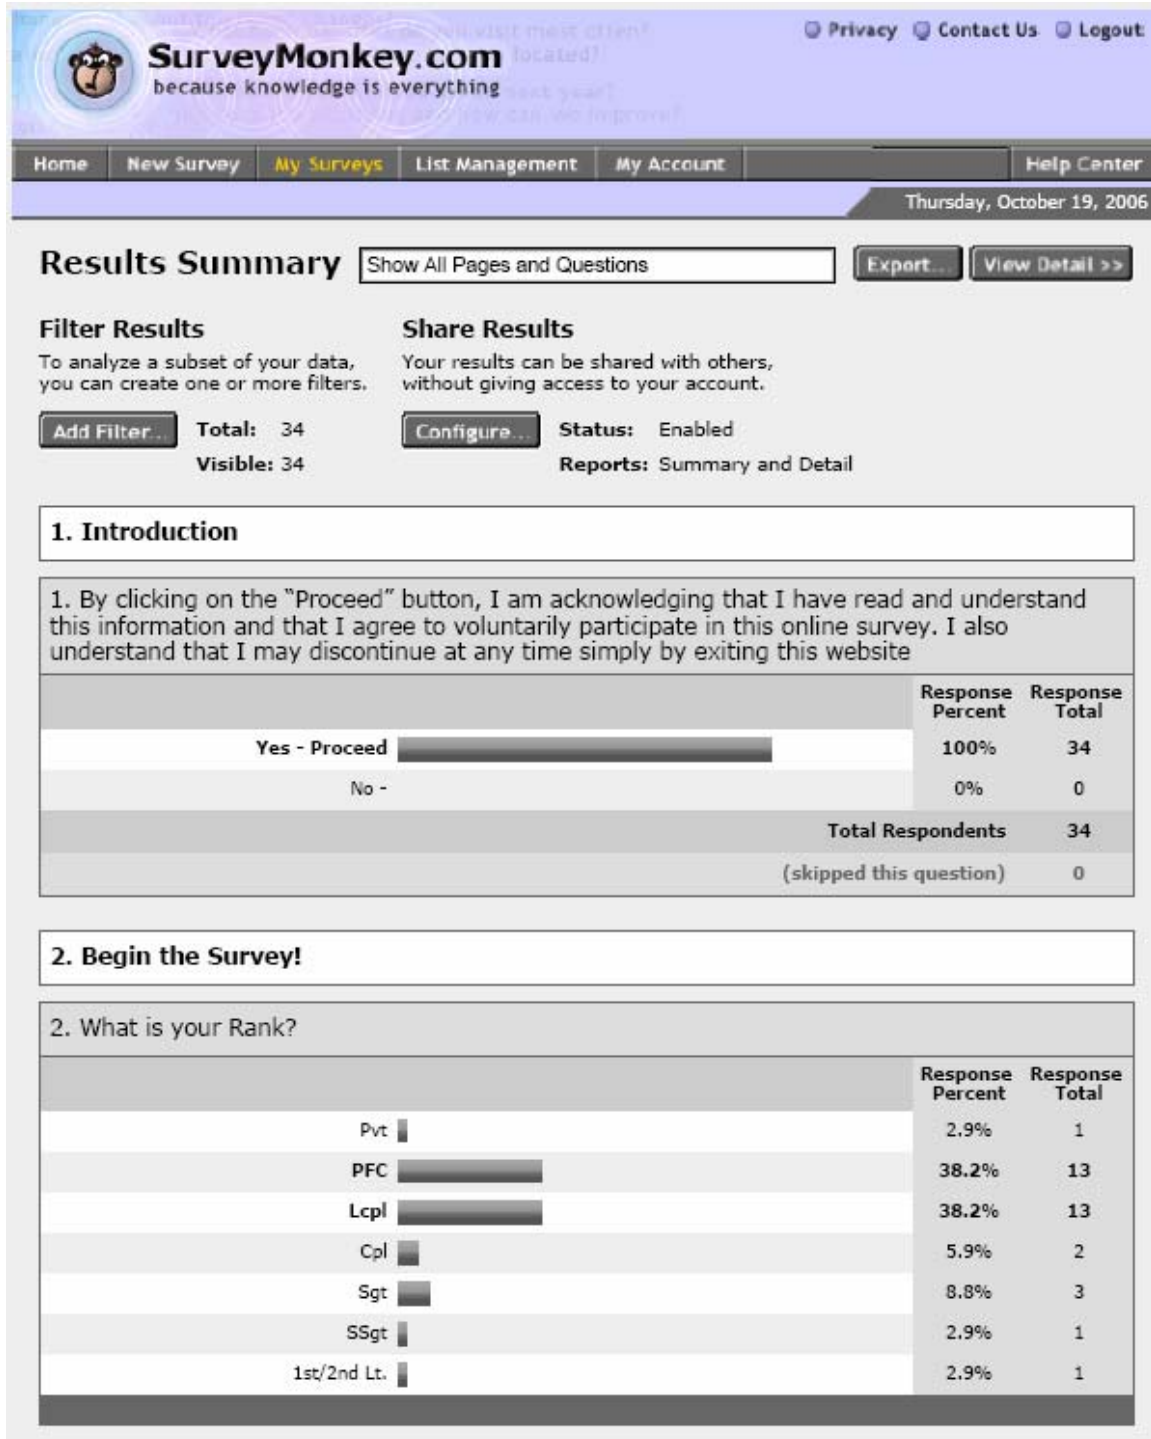 Privacy Contact Us Logout
SurveyMonkey.com
because knowledge is everything
Home New Survey My Surveys List Management My Account Help Center
Thursday, October 19, 2006
Results Summary Show All Pages and Questions Export... View Detail >>
Filter Results Share Results
To analyze a subset of your data, Your results can be shared with others,
you can create one or more filters. without giving access to your account.
Add Filter... Total: 34 Configure... Status: Enabled
Visible: 34 Reports: Summary and Detail
1. Introduction
1. By clicking on the “Proceed” button, I am acknowledging that I have read and understand
this information and that I agree to voluntarily participate in this online survey. I also
understand that I may discontinue at any time simply by exiting this website
Response Response
Percent Total
Yes - Proceed 100% 34
No - 0% 0
Total Respondents 34
(skipped this question) 0
2. Begin the Survey!
2. What is your Rank?
Response Response
Percent Total
Pvt 2.9% 1
PFC 38.2% 13
Lcpl 38.2% 13
Cpl 5.9% 2
Sgt 8.8% 3
SSgt 2.9% 1
1st/2nd Lt. 2.9% 1